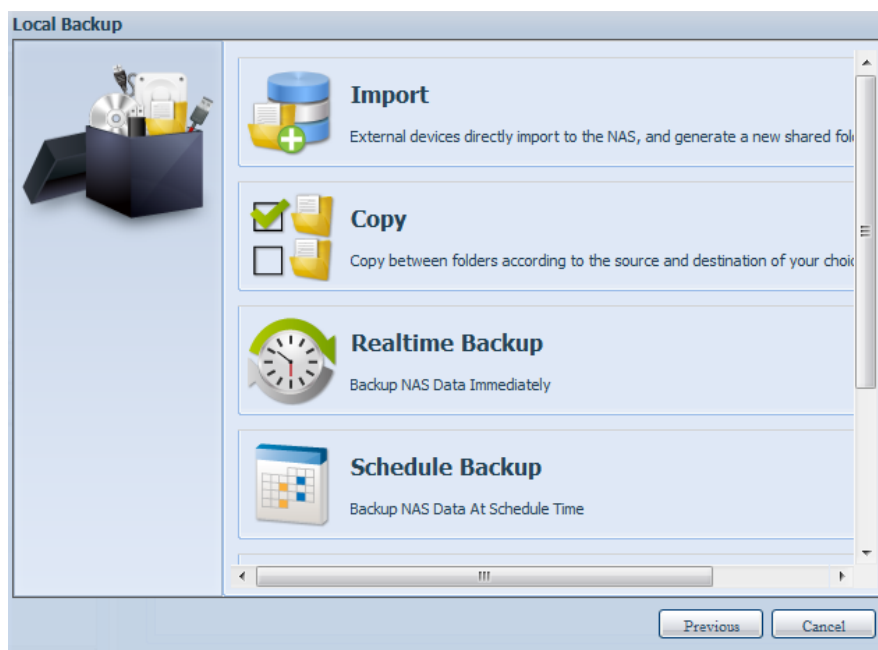 Local Backup
Import
External devices directly import to the NAS, and generate a new shared
Copy
Copy between folders according to the source and destination of your
Realtime Backup
Backup NAS Data Immediately
Schedule Backup
Backup NAS Data At Schedule Time
Previous
Cancel